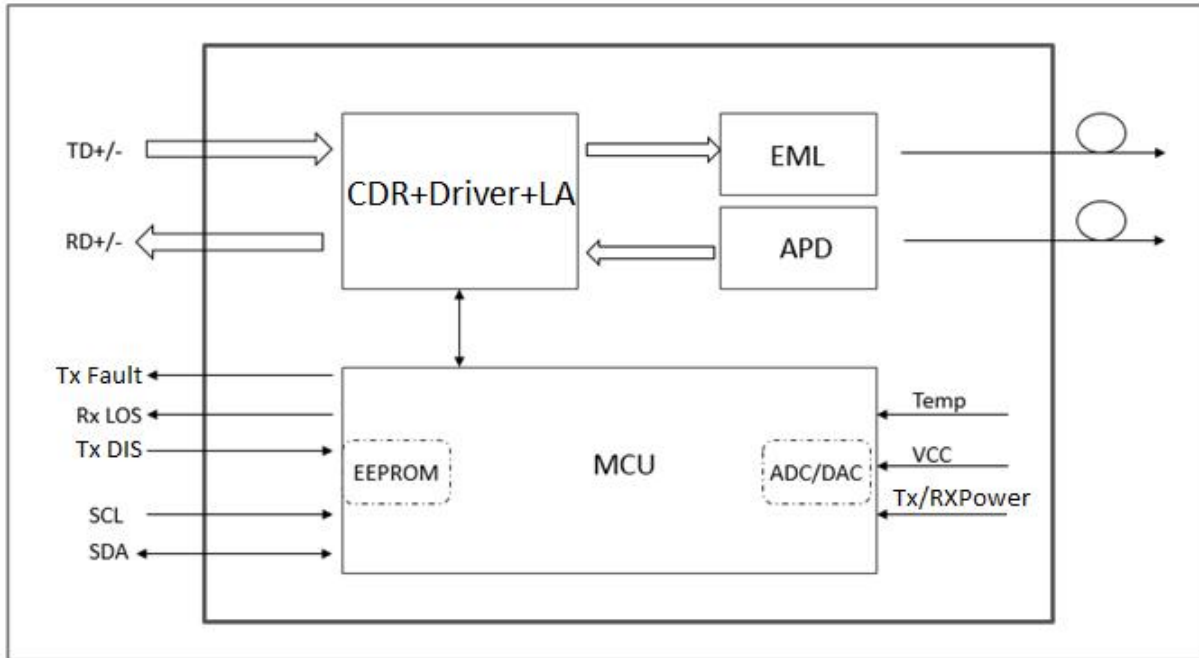 TD+/-
RD+/-
CDR+Driver+LA
EML
APD
Tx Fault
Rx LOS
Tx DIS
SCL
SDA
EEPROM
MCU
ADC/DAC
Temp
VCC
Tx/RXPower